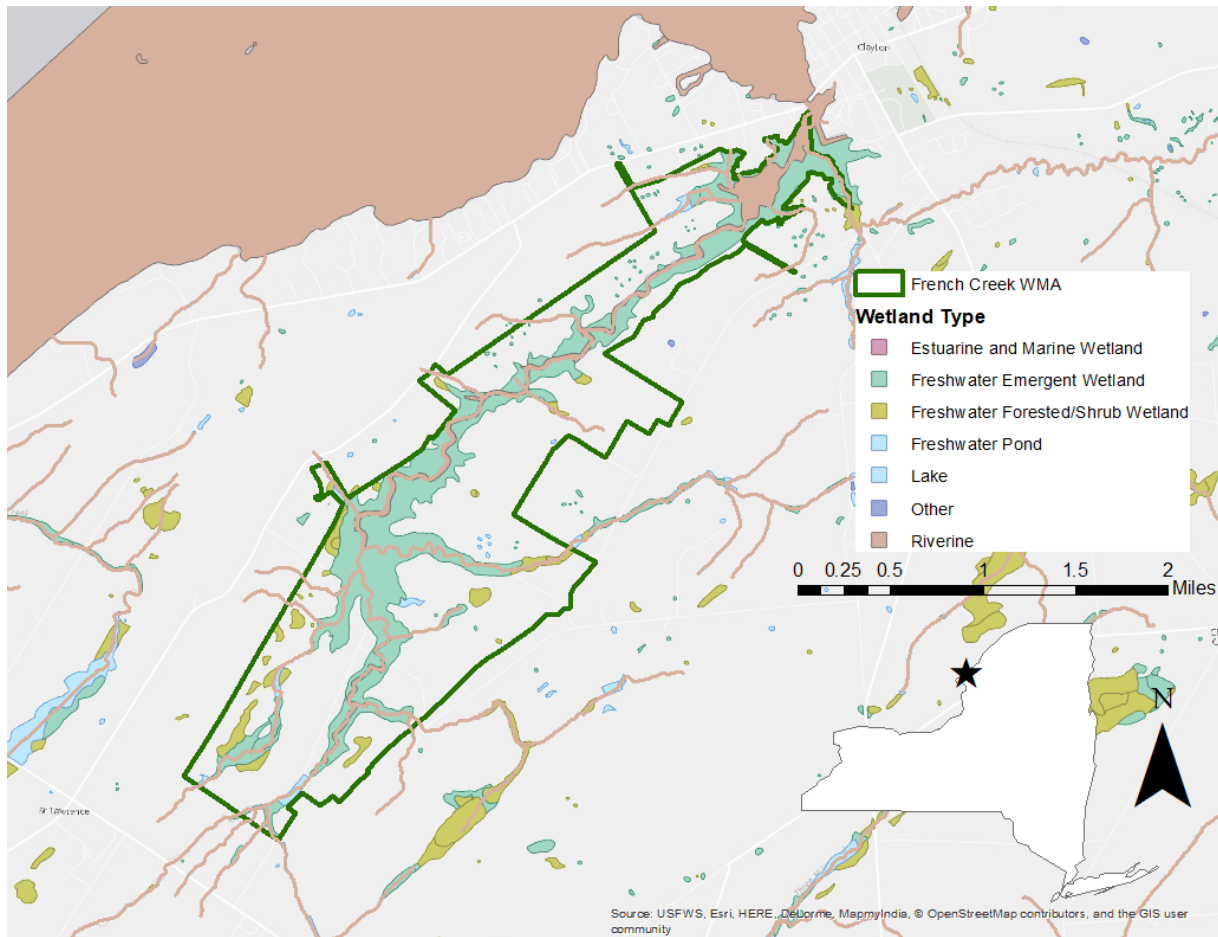 Clayton
French Creek WMA
Wetland Type
Estuarine and Marine Wetland
Freshwater Emergent Wetland
Freshwater Forested/Shrub Wetland
Freshwater Pond
Lake
Other
Riverine
0 0.25 0.5 1 1.5 2
Miles
N
St Lawrence
Source: USFWS, Esri, HERE, DeLorme, MapmyIndia, © OpenStreetMap contributors, and the GIS user
community